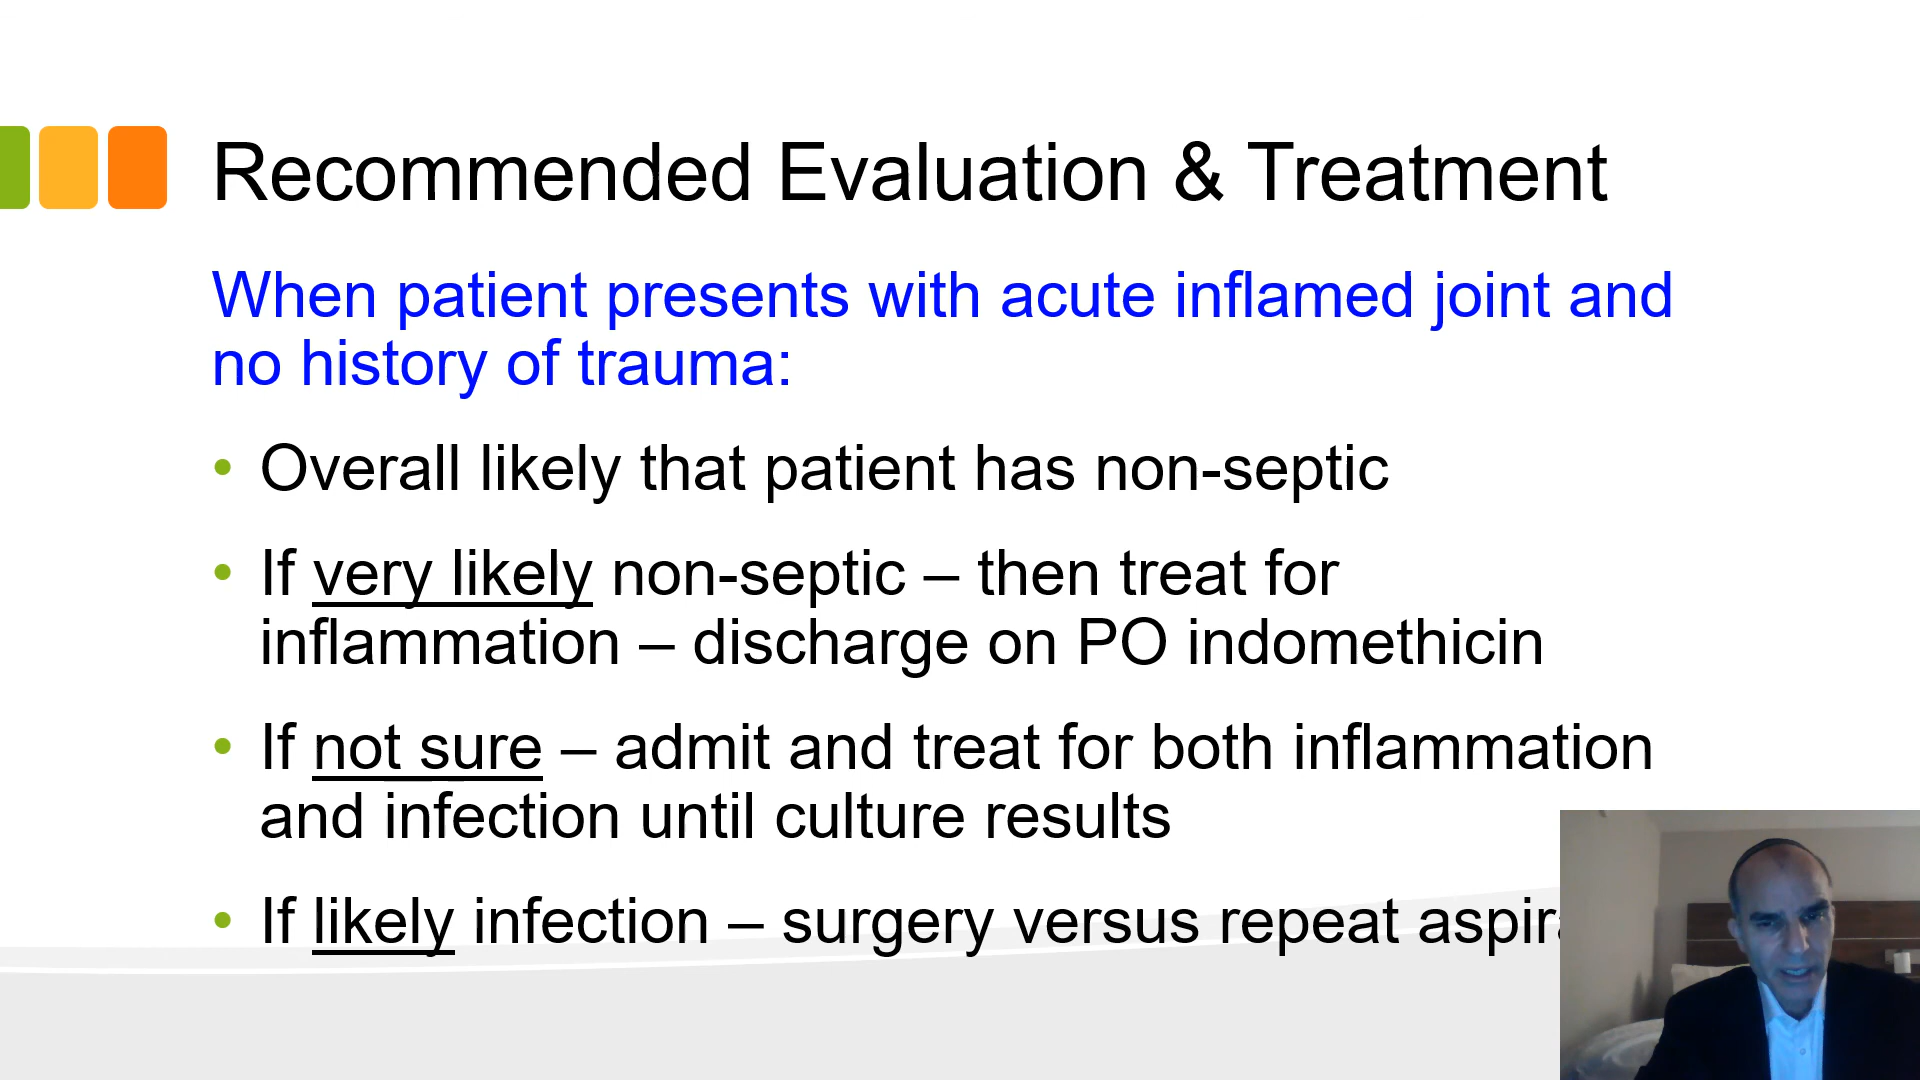 Recommended Evaluation & Treatment
When patient presents with acute inflamed joint and
no history of trauma:
• Overall likely that patient has non-septic
• If very likely non-septic – then treat for
inflammation – discharge on PO indomethicin
• If not sure – admit and treat for both inflammation
and infection until culture results
• If likely infection – surgery versus repeat